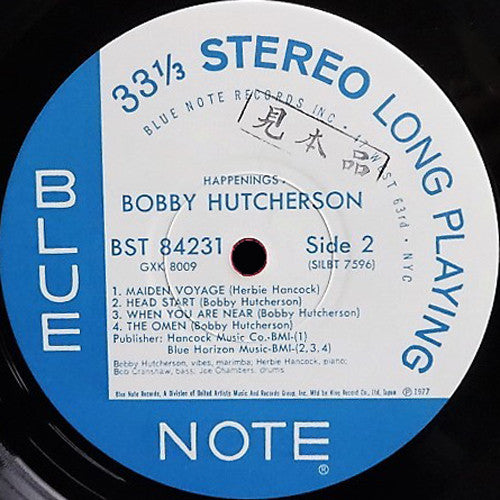 33⅓ STEREO LONG PLAYING
BLUE NOTE RECORDS INC · 47 WEST 63rd · NYC
見本品
BLUE
NOTE
®
HAPPENINGS
BOBBY HUTCHERSON
BST 84231 Side 2
GXK 8009 (SILBT 7596)
1. MAIDEN VOYAGE (Herbie Hancock)
2. HEAD START (Bobby Hutcherson)
3. WHEN YOU ARE NEAR (Bobby Hutcherson)
4. THE OMEN (Bobby Hutcherson)
Publisher: Hancock Music Co.-BMI-(1)
Blue Horizon Music-BMI-(2,3,4)
Bobby Hutcherson, vibes, marimba; Herbie Hancock, piano;
Bob Cranshaw, bass; Joe Chambers, drums
Blue Note Records, A Division of United Artists Music And Records Group, Inc. Mfd by King Record Co. Ltd, Japan ℗ 1977